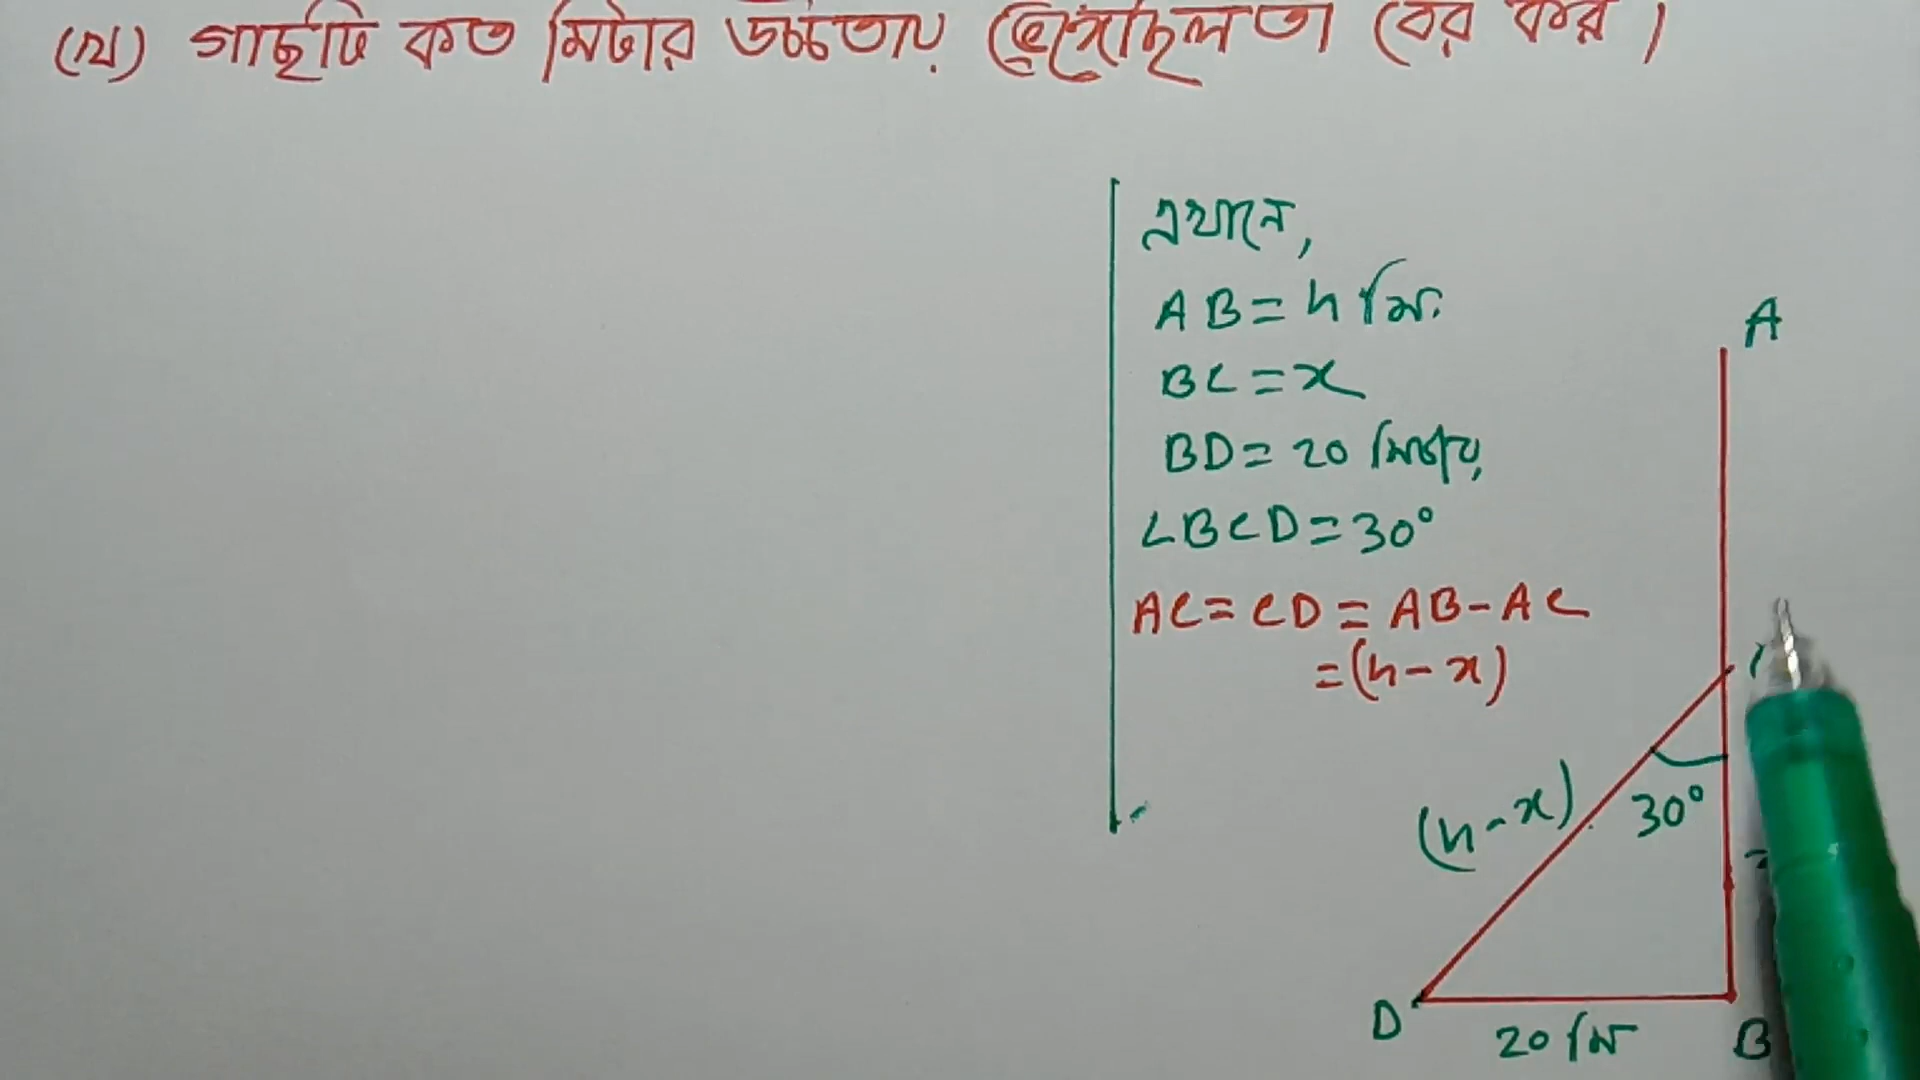 (খ) গাছটি কত মিটার উচ্চতায় ভেঙ্গেছিল তা বের কর।
এখানে,
AB = h মি.
BC = x
BD = 20 মিটার
∠BCD = 30°
AC = CD = AB - AC
= (h - x)
A
(h - x)
30°
D
20 মি
B